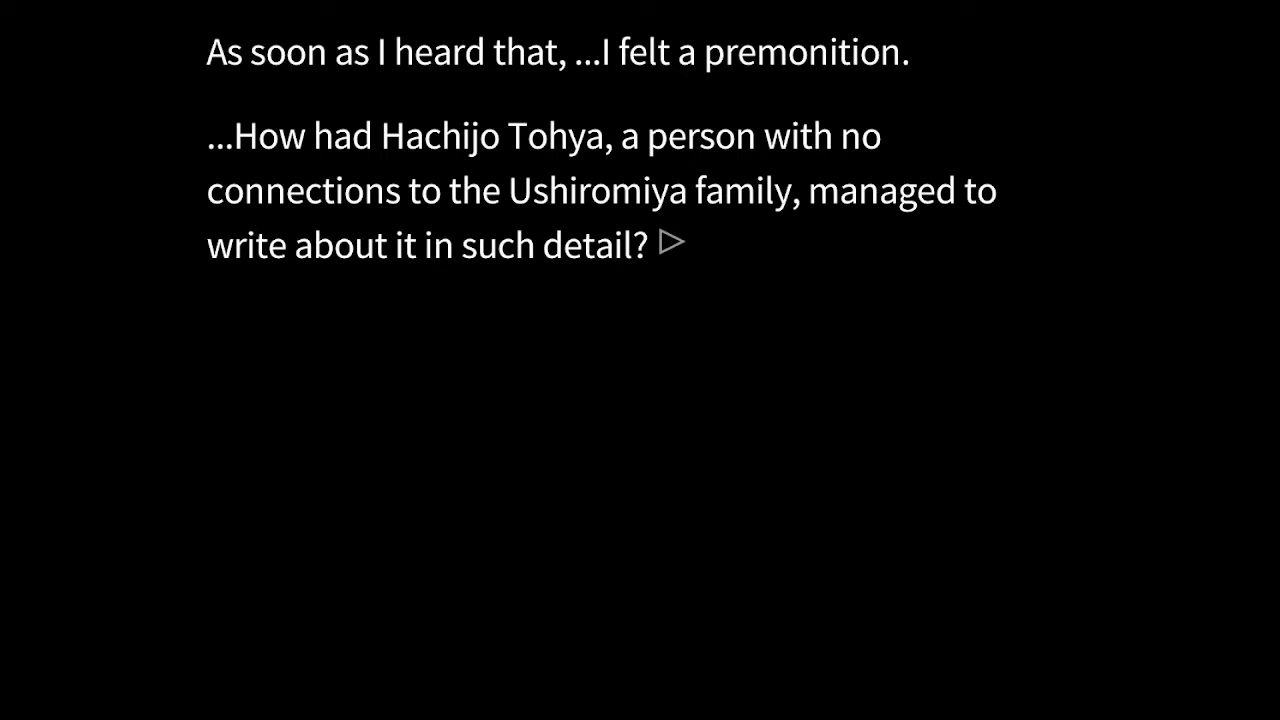 As soon as I heard that, ...I felt a premonition.
...How had Hachijo Tohya, a person with no
connections to the Ushiromiya family, managed to
write about it in such detail?